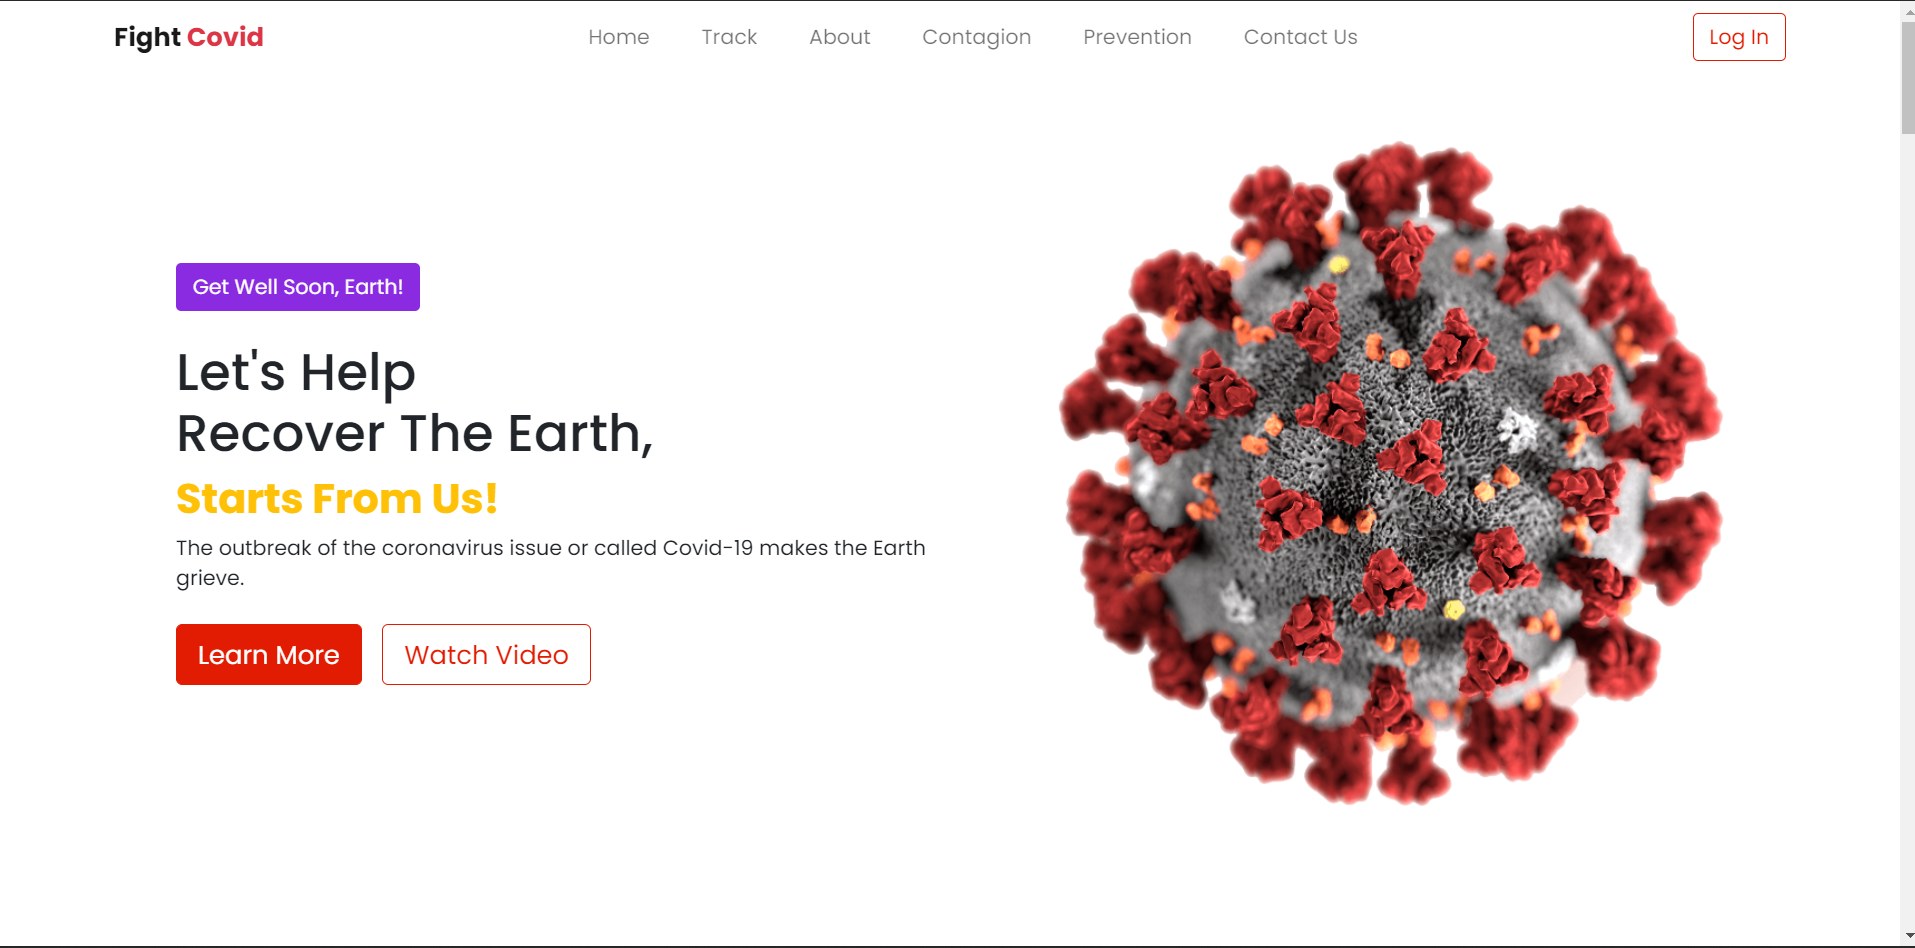 Fight Covid
Home Track About Contagion Prevention Contact Us
Log In
Get Well Soon, Earth!
Let's Help
Recover The Earth,
Starts From Us!
The outbreak of the coronavirus issue or called Covid-19 makes the Earth
grieve.
Learn More
Watch Video